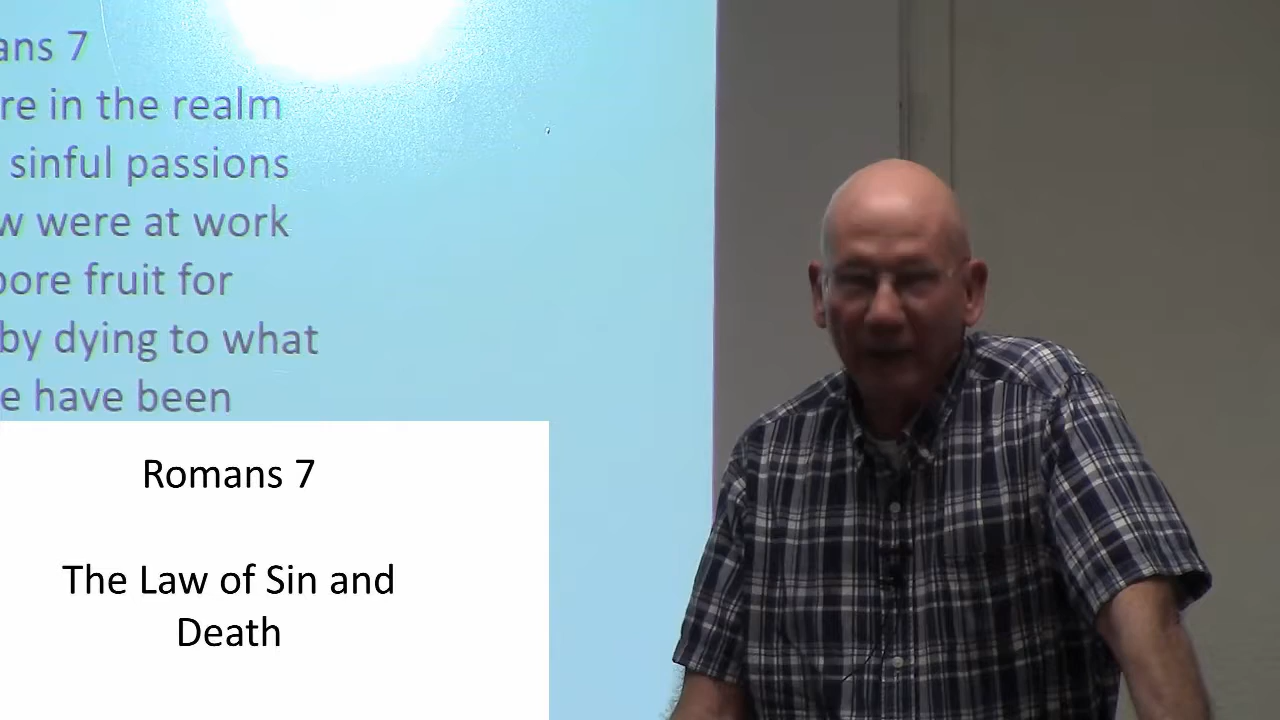 ans 7
re in the realm
sinful passions
w were at work
ore fruit for
by dying to what
e have been
Romans 7
The Law of Sin and
Death